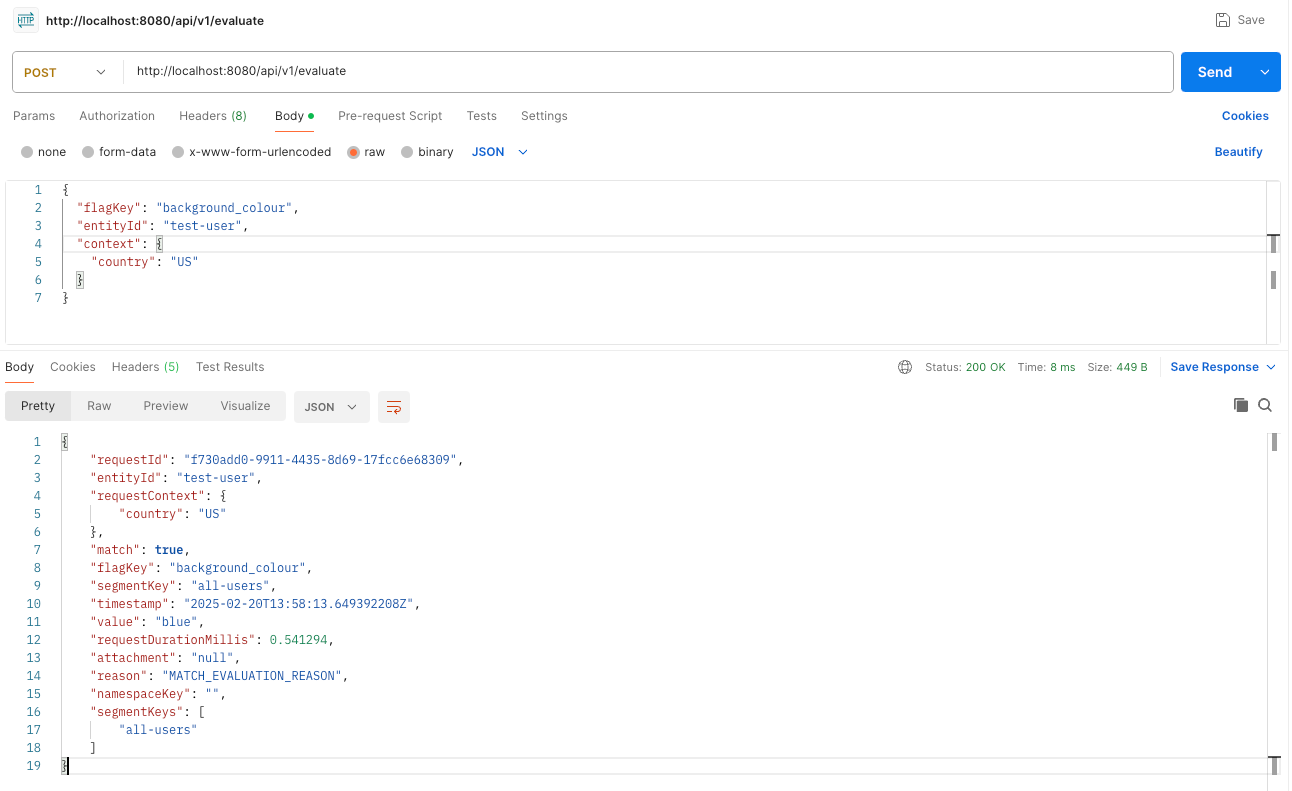 HTTP http://localhost:8080/api/v1/evaluate Save
POST http://localhost:8080/api/v1/evaluate Send
Params Authorization Headers (8) Body Pre-request Script Tests Settings Cookies
none form-data x-www-form-urlencoded raw binary JSON Beautify
1 {
2 "flagKey": "background_colour",
3 "entityId": "test-user",
4 "context": {
5 "country": "US"
6 }
7 }
Body Cookies Headers (5) Test Results Status: 200 OK Time: 8 ms Size: 449 B Save Response
Pretty Raw Preview Visualize JSON
1 {
2 "requestId": "f730add0-9911-4435-8d69-17fcc6e68309",
3 "entityId": "test-user",
4 "requestContext": {
5 "country": "US"
6 },
7 "match": true,
8 "flagKey": "background_colour",
9 "segmentKey": "all-users",
10 "timestamp": "2025-02-20T13:58:13.649392208Z",
11 "value": "blue",
12 "requestDurationMillis": 0.541294,
13 "attachment": "null",
14 "reason": "MATCH_EVALUATION_REASON",
15 "namespaceKey": "",
16 "segmentKeys": [
17 "all-users"
18 ]
19 }